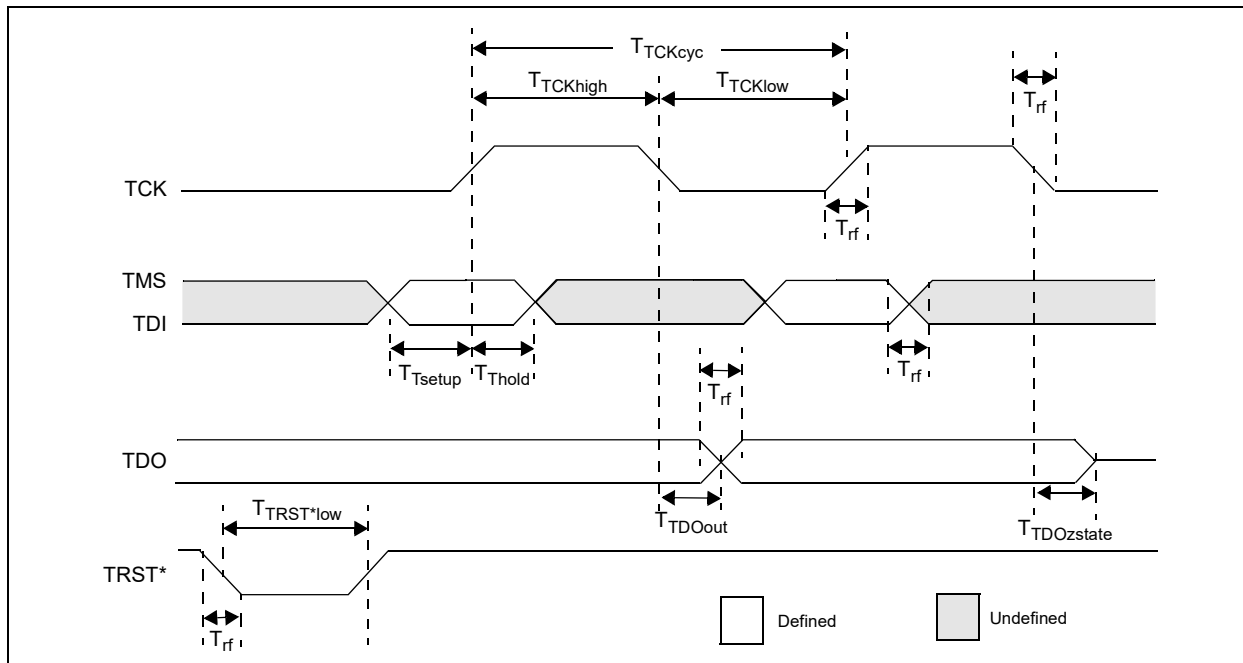 TTCKcyc
TTCKhigh
TTCKlow
Trf
TCK
Trf
TMS
TDI
TTsetup
TThold
Trf
Trf
TDO
TTRST*low
TTDOout
TTDOzstate
TRST*
Trf
Defined
Undefined